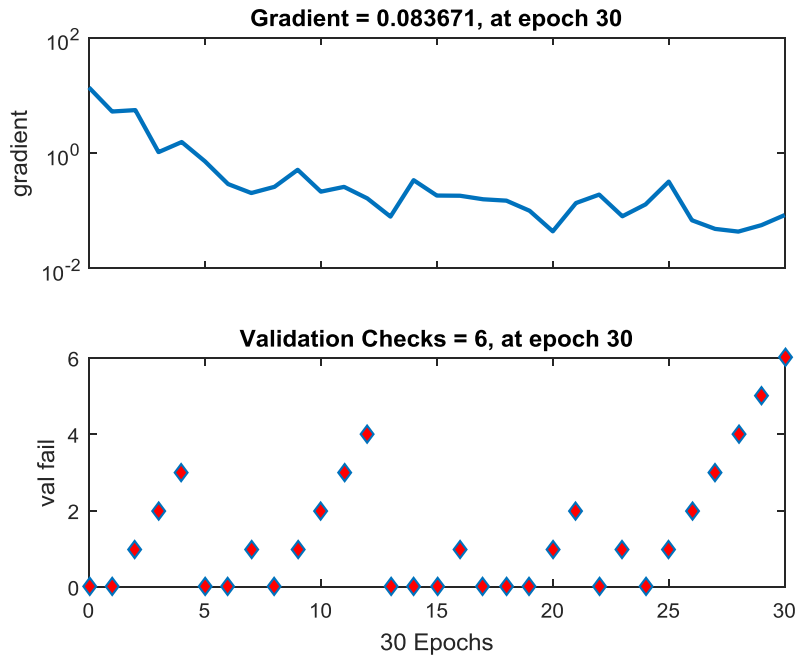 Gradient = 0.083671, at epoch 30
10^2
10^0
10^-2
gradient
Validation Checks = 6, at epoch 30
6
4
2
0
val fail
0 5 10 15 20 25 30
30 Epochs